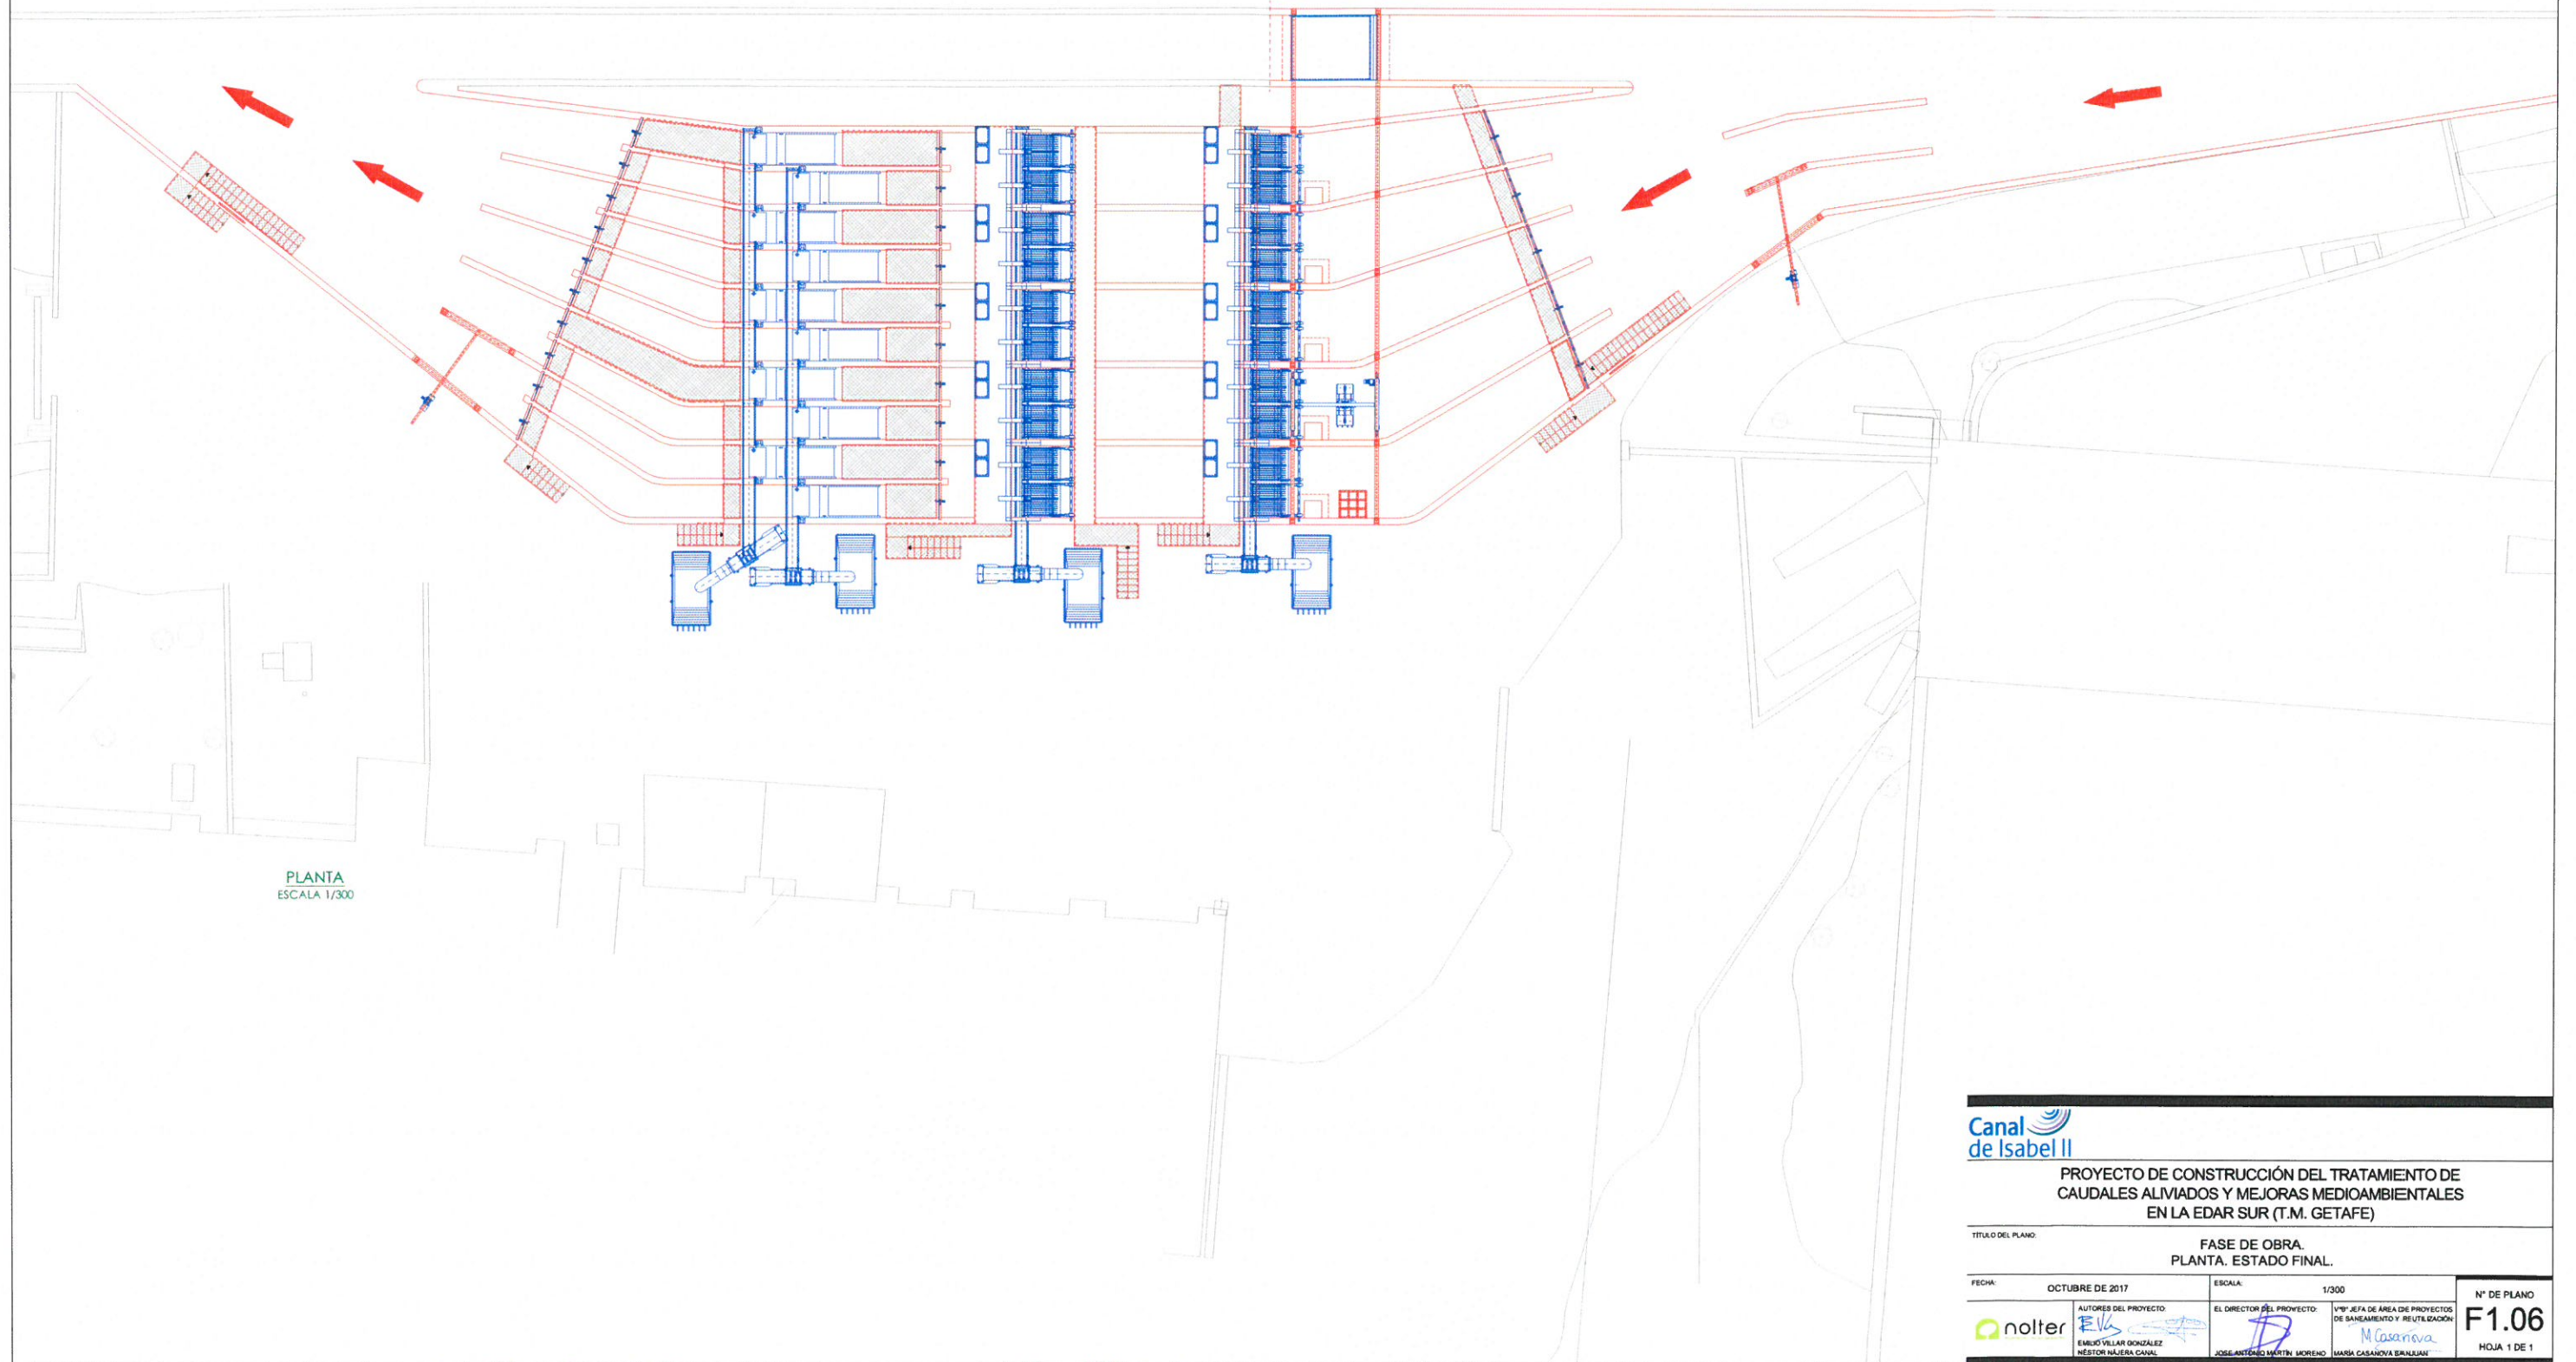 PLANTA
ESCALA 1/300
Canal
de Isabel II
PROYECTO DE CONSTRUCCIÓN DEL TRATAMIENTO DE
CAUDALES ALIVIADOS Y MEJORAS MEDIOAMBIENTALES
EN LA EDAR SUR (T.M. GETAFE)
TÍTULO DEL PLANO:
FASE DE OBRA.
PLANTA. ESTADO FINAL.
FECHA:
OCTUBRE DE 2017
ESCALA:
1/300
Nº DE PLANO
F1.06
HOJA 1 DE 1
nolter
AUTORES DEL PROYECTO:
EMILIO VILLAR GONZÁLEZ
NÉSTOR NÁJERA CANAL
EL DIRECTOR DEL PROYECTO:
JOSE ANTONIO MARTÍN MORENO
VºBº JEFA DE ÁREA DE PROYECTOS
DE SANEAMIENTO Y REUTILIZACIÓN
M Casanova
MARÍA CASANOVA SANJUAN